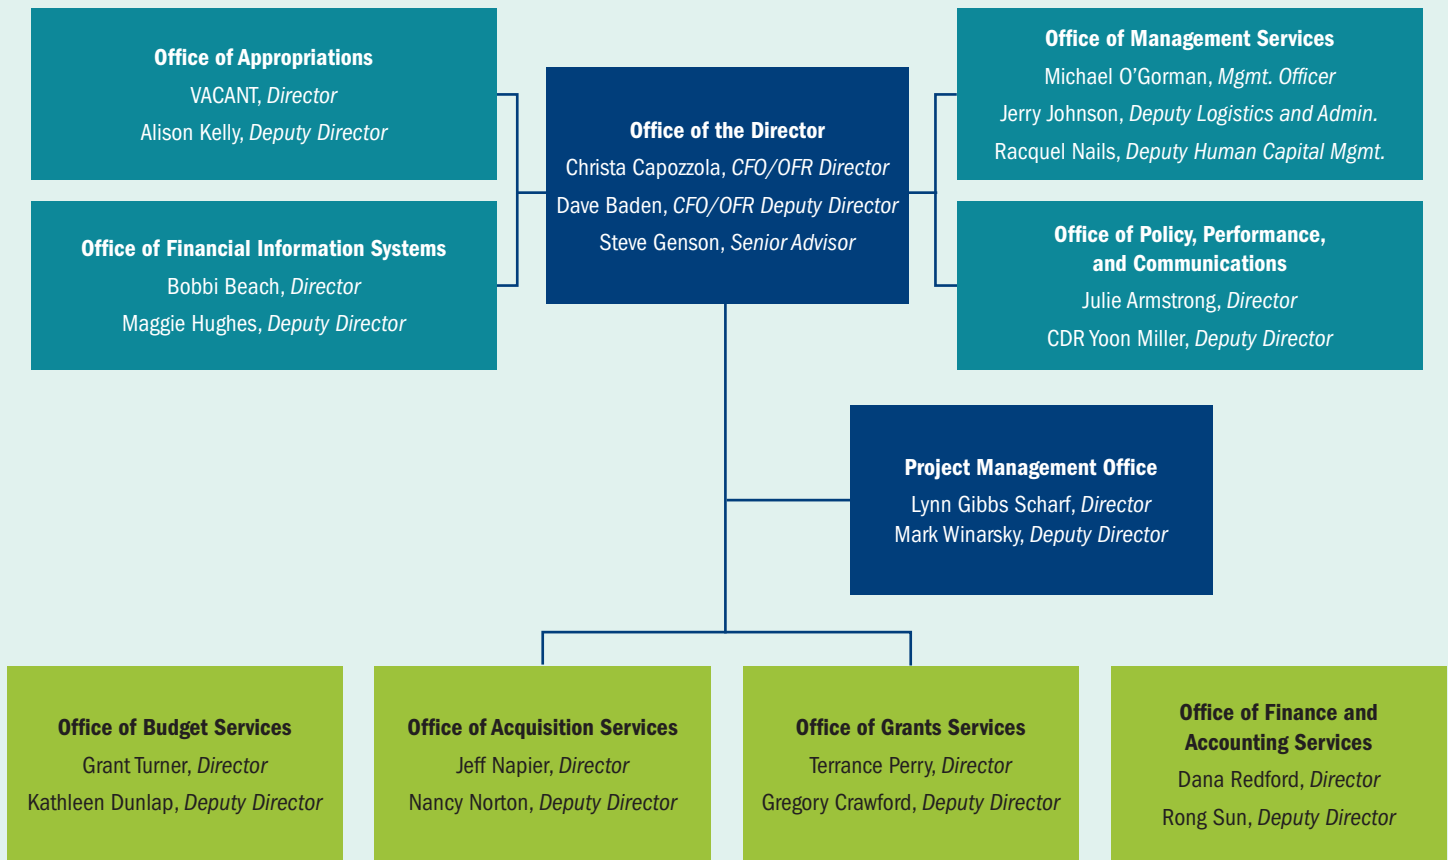 Office of Appropriations
VACANT, Director
Alison Kelly, Deputy Director
Office of Financial Information Systems
Bobbi Beach, Director
Maggie Hughes, Deputy Director
Office of the Director
Christa Capozzola, CFO/OFR Director
Dave Baden, CFO/OFR Deputy Director
Steve Genson, Senior Advisor
Office of Management Services
Michael O’Gorman, Mgmt. Officer
Jerry Johnson, Deputy Logistics and Admin.
Racquel Nails, Deputy Human Capital Mgmt.
Office of Policy, Performance,
and Communications
Julie Armstrong, Director
CDR Yoon Miller, Deputy Director
Project Management Office
Lynn Gibbs Scharf, Director
Mark Winarsky, Deputy Director
Office of Budget Services
Grant Turner, Director
Kathleen Dunlap, Deputy Director
Office of Acquisition Services
Jeff Napier, Director
Nancy Norton, Deputy Director
Office of Grants Services
Terrance Perry, Director
Gregory Crawford, Deputy Director
Office of Finance and
Accounting Services
Dana Redford, Director
Rong Sun, Deputy Director